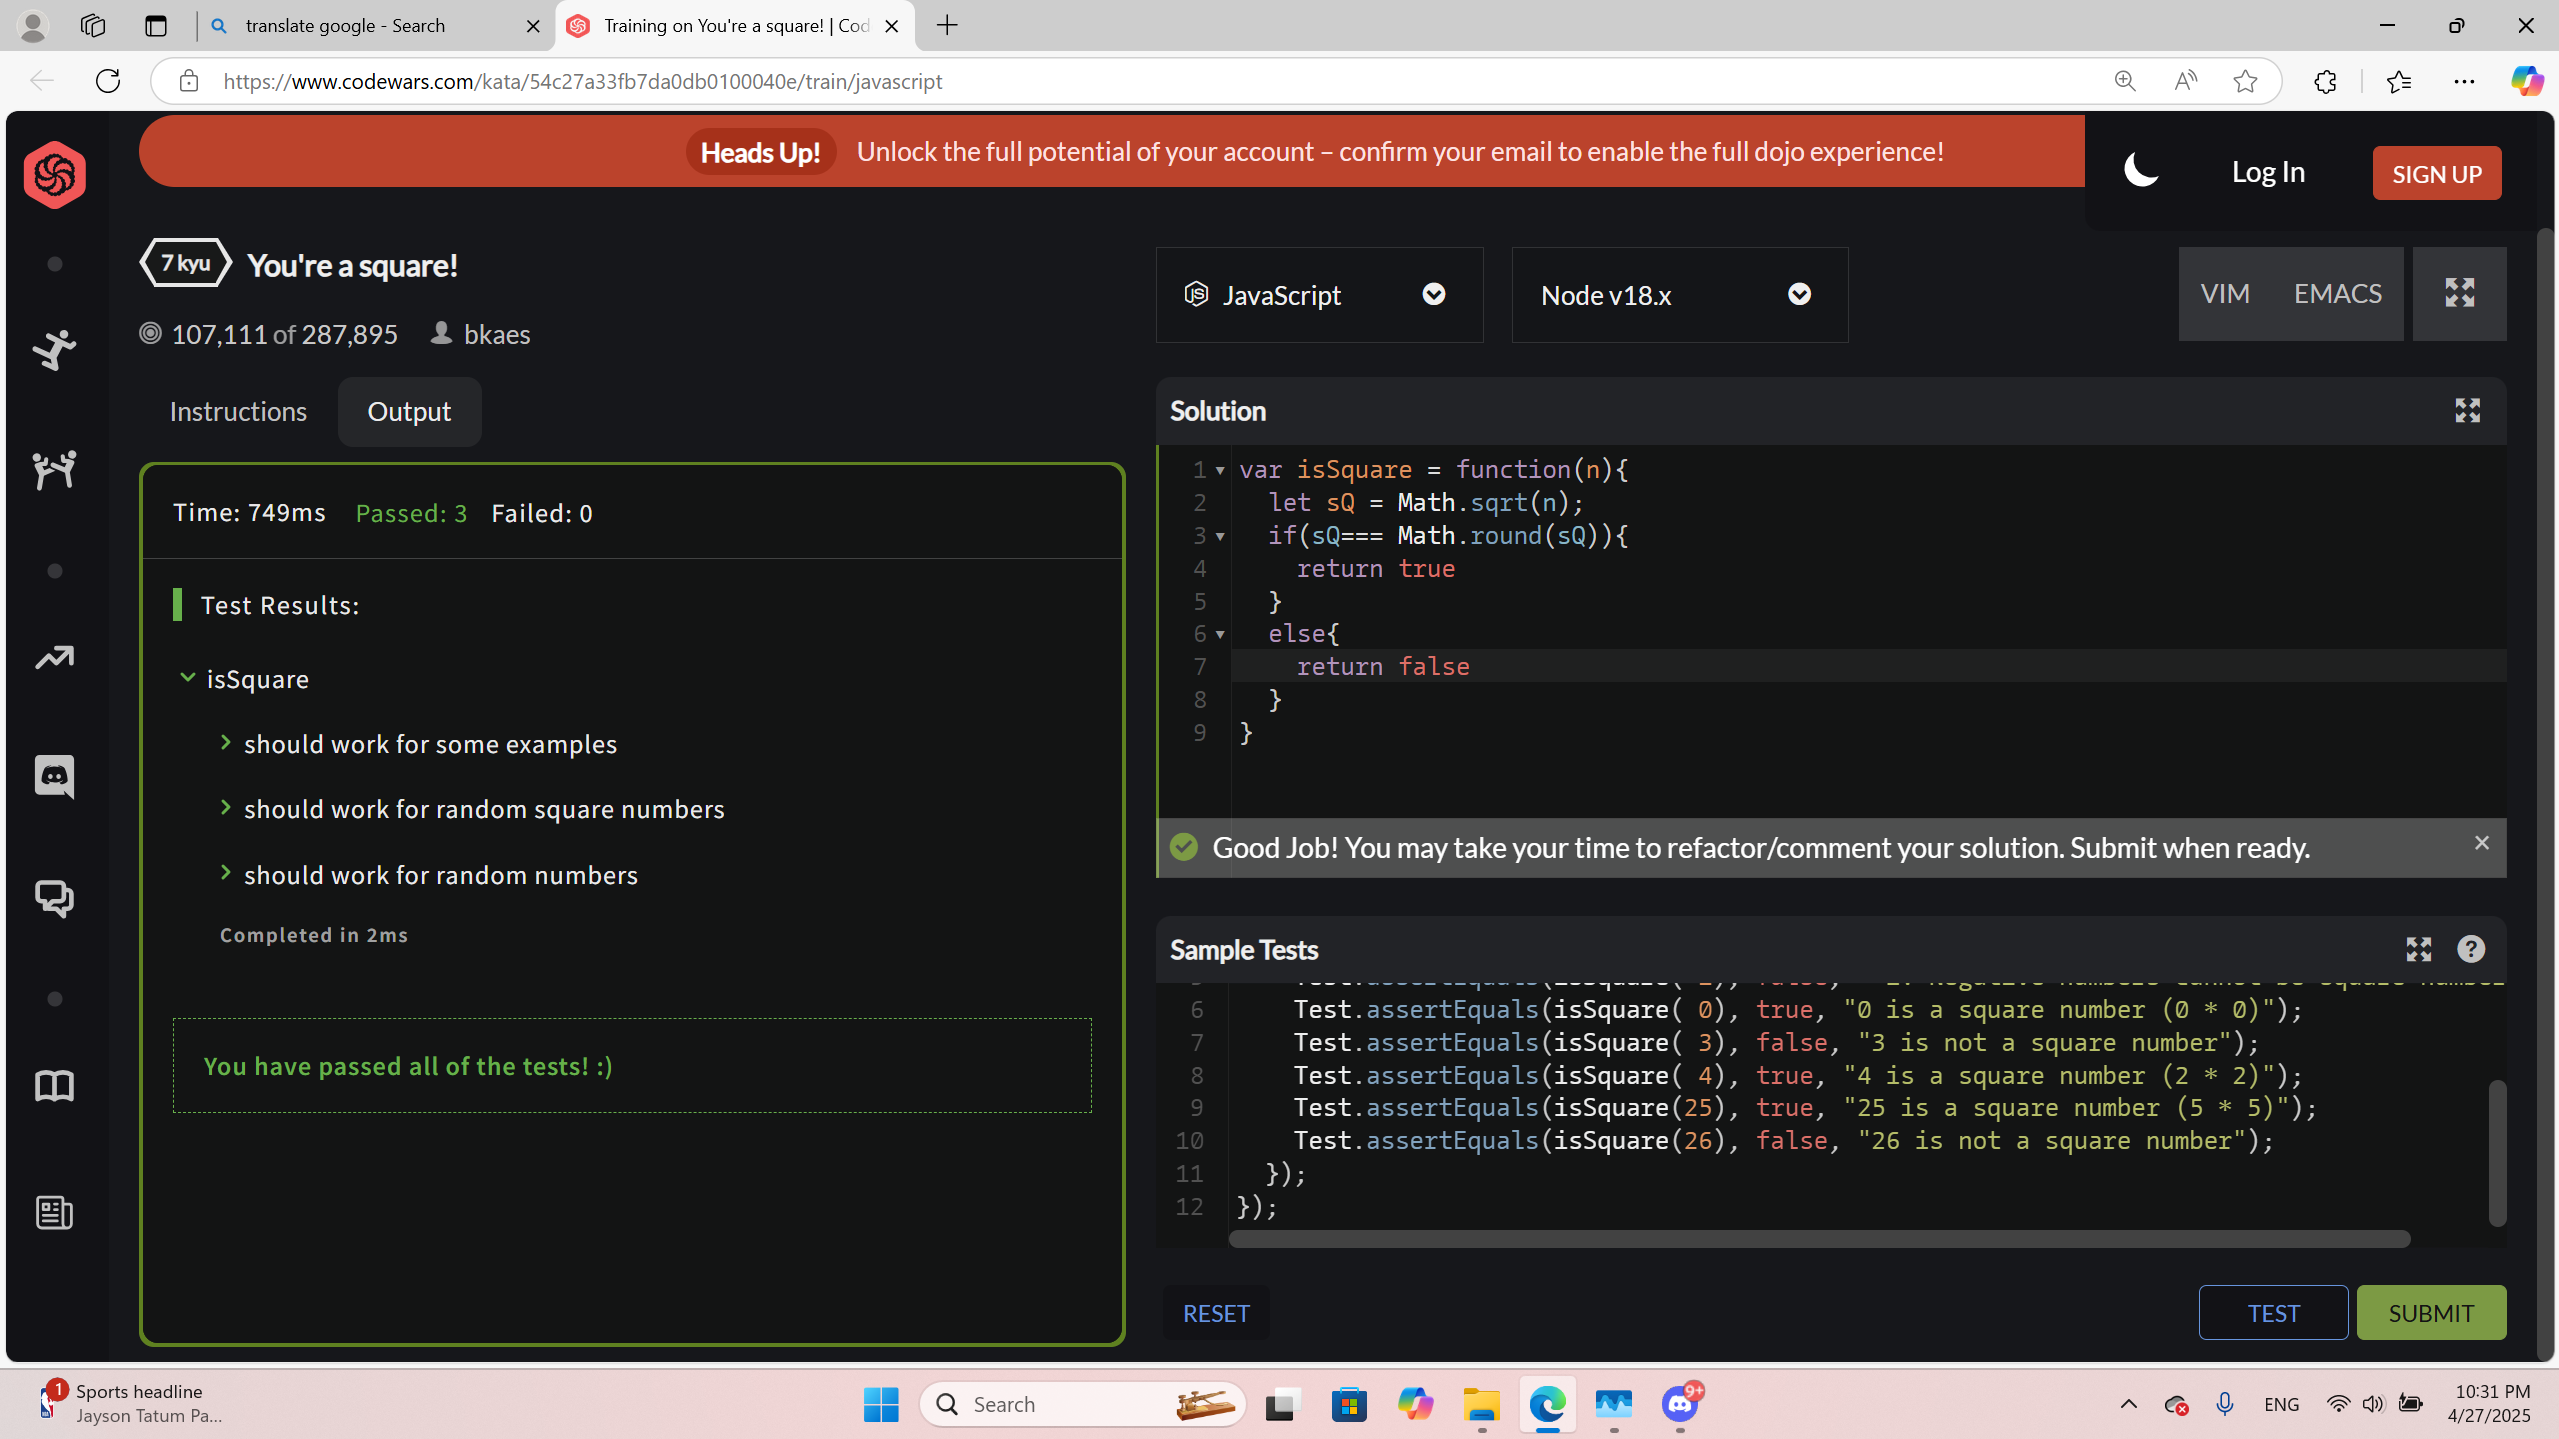 translate google - Search
Training on You're a square! | Cod
https://www.codewars.com/kata/54c27a33fb7da0db0100040e/train/javascript
Heads Up! Unlock the full potential of your account – confirm your email to enable the full dojo experience!
Log In
SIGN UP
7 kyu You're a square!
107,111 of 287,895 bkaes
JavaScript
Node v18.x
VIM EMACS
Instructions
Output
Time: 749ms Passed: 3 Failed: 0
Test Results:
isSquare
should work for some examples
should work for random square numbers
should work for random numbers
Completed in 2ms
You have passed all of the tests! :)
Solution
1 var isSquare = function(n){
2 let sQ = Math.sqrt(n);
3 if(sQ=== Math.round(sQ)){
4 return true
5 }
6 else{
7 return false
8 }
9 }
Good Job! You may take your time to refactor/comment your solution. Submit when ready.
Sample Tests
6 Test.assertEquals(isSquare( 0), true, "0 is a square number (0 * 0)");
7 Test.assertEquals(isSquare( 3), false, "3 is not a square number");
8 Test.assertEquals(isSquare( 4), true, "4 is a square number (2 * 2)");
9 Test.assertEquals(isSquare(25), true, "25 is a square number (5 * 5)");
10 Test.assertEquals(isSquare(26), false, "26 is not a square number");
11 });
12 });
RESET
TEST
SUBMIT
1
Sports headline
Jayson Tatum Pa...
Search
9+
ENG
10:31 PM
4/27/2025